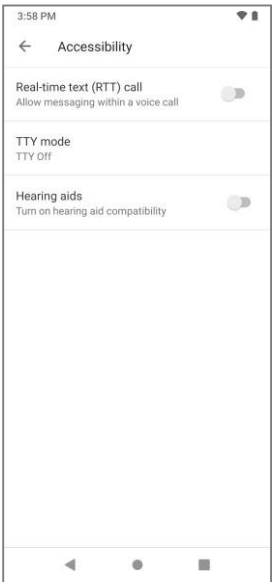 3:58 PM
Accessibility
Real-time text (RTT) call
Allow messaging within a voice call
TTY mode
TTY Off
Hearing aids
Turn on hearing aid compatibility